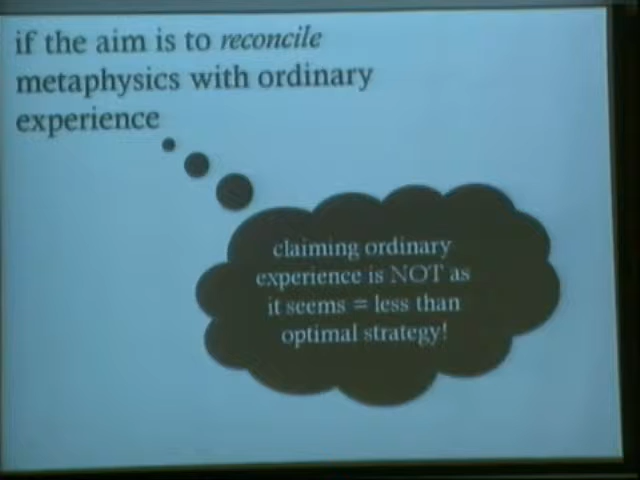 if the aim is to reconcile
metaphysics with ordinary
experience
claiming ordinary
experience is NOT as
it seems = less than
optimal strategy!